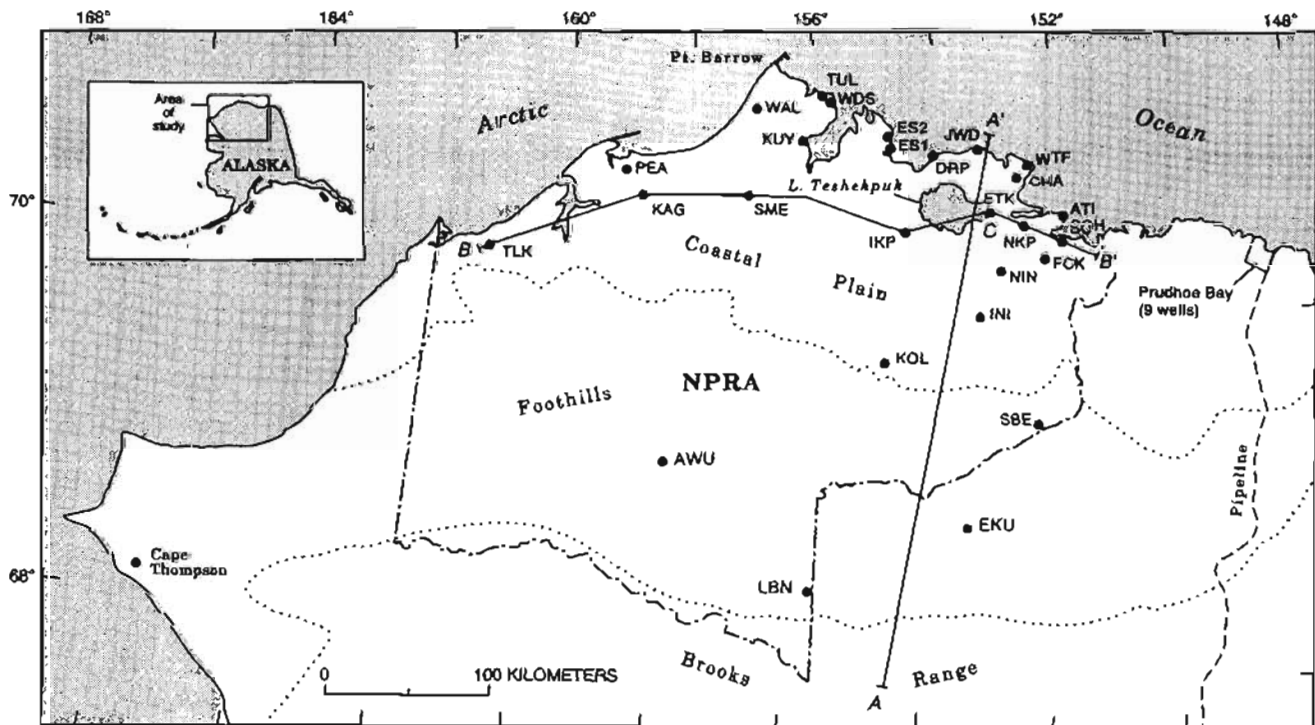 168° 164° 160° 156° 152° 148°
Pt. Barrow
Area
of
study
ALASKA
Arctic
Ocean
TUL
WDS
WAL
KUY
ES2
ES1
JWD
A'
DRP
WTF
CHA
PEA
70°
L. Teshekpuk
KAG
SME
ETK
ATI
IKP
C
NKP
B
TLK
FCK
B'
Coastal
Plain
NIN
INI
Prudhoe Bay
(9 wells)
KOL
NPRA
Foothills
SBE
AWU
Pipeline
EKU
Cape
Thompson
68°
LBN
Brooks
Range
0 100 KILOMETERS
A